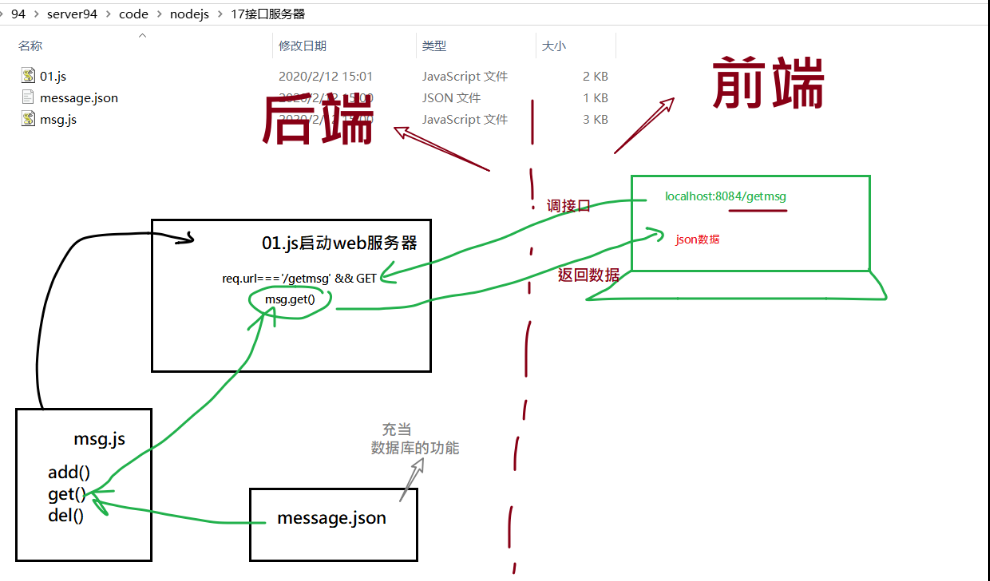 94 > server94 > code > nodejs > 17接口服务器
名称 修改日期 类型 大小
01.js 2020/2/12 15:01 JavaScript 文件 2 KB
message.json 2020/2/12 15:00 JSON 文件 1 KB
msg.js JavaScript 文件 3 KB
后端
前端
调接口
localhost:8084/getmsg
json数据
返回数据
01.js启动web服务器
req.url==='/getmsg' && GET
msg.get()
msg.js
add()
get()
del()
充当
数据库的功能
message.json